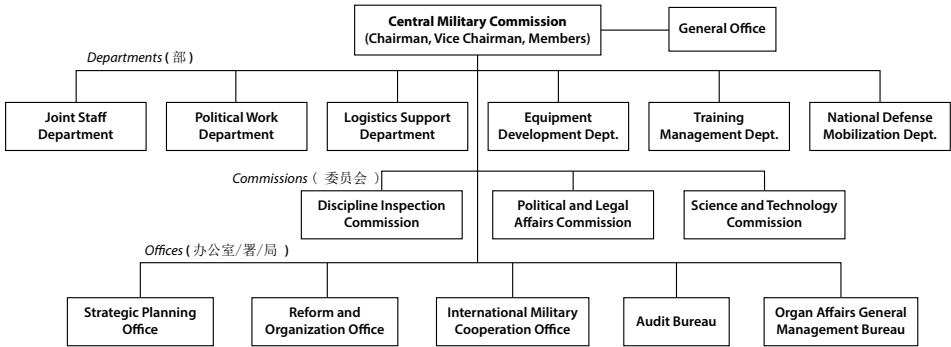 Central Military Commission
(Chairman, Vice Chairman, Members)
General Office
Departments ( 部 )
Joint Staff
Department
Political Work
Department
Logistics Support
Department
Equipment
Development Dept.
Training
Management Dept.
National Defense
Mobilization Dept.
Commissions ( 委员会 )
Discipline Inspection
Commission
Political and Legal
Affairs Commission
Science and Technology
Commission
Offices ( 办公室/署/局 )
Strategic Planning
Office
Reform and
Organization Office
International Military
Cooperation Office
Audit Bureau
Organ Affairs General
Management Bureau